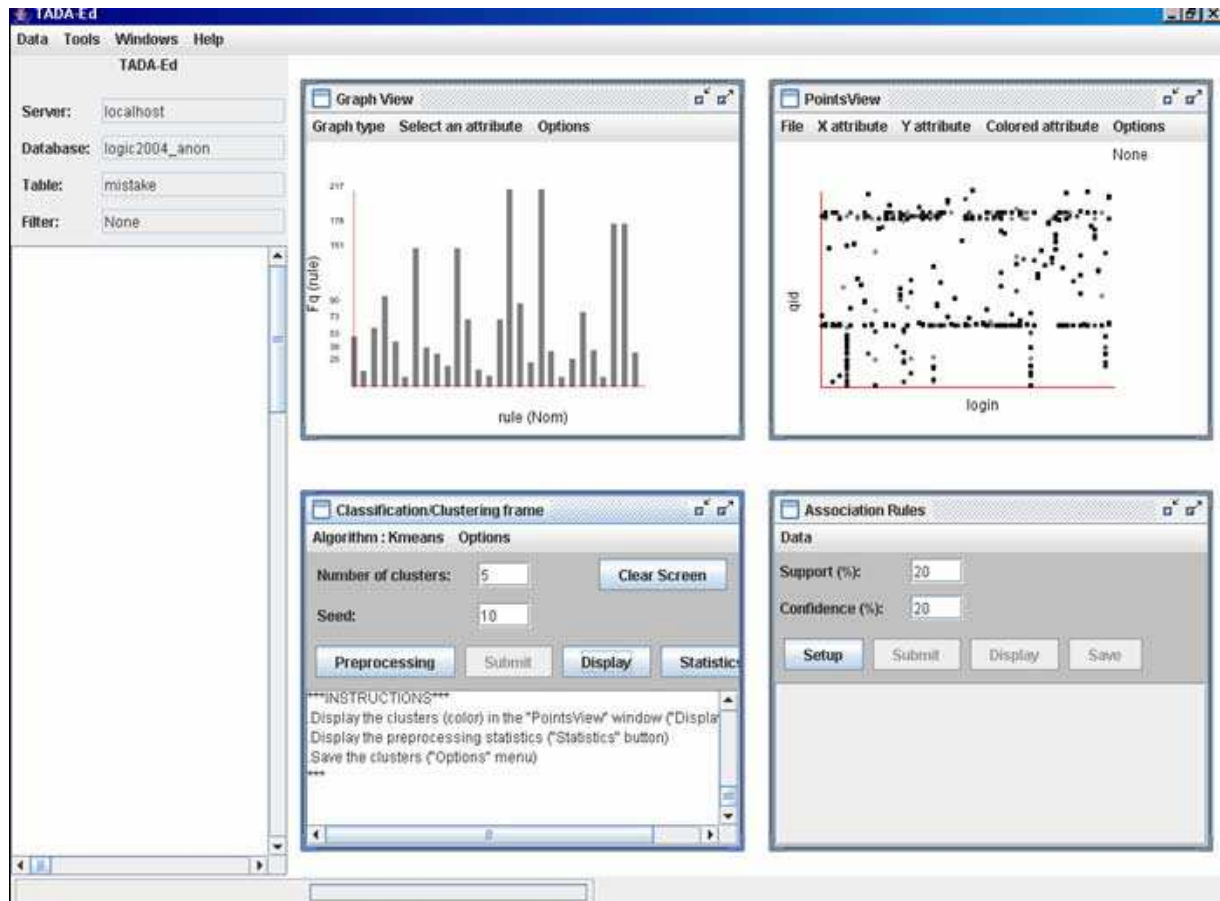 TADA-Ed
Data Tools Windows Help
TADA-Ed
Server: localhost
Database: logic2004_anon
Table: mistake
Filter: None
Graph View
Graph type Select an attribute Options
217
178
151
90
73
Fq (rule)
rule (Nom)
PointsView
File X attribute Y attribute Colored attribute Options
None
qid
login
Classification/Clustering frame
Algorithm : Kmeans Options
Number of clusters: 5
Clear Screen
Seed: 10
Preprocessing Submit Display Statistics
***INSTRUCTIONS***
.Display the clusters (color) in the "PointsView" window ("Displa
.Display the preprocessing statistics ("Statistics" button)
.Save the clusters ("Options" menu)
***
Association Rules
Data
Support (%): 20
Confidence (%): 20
Setup Submit Display Save